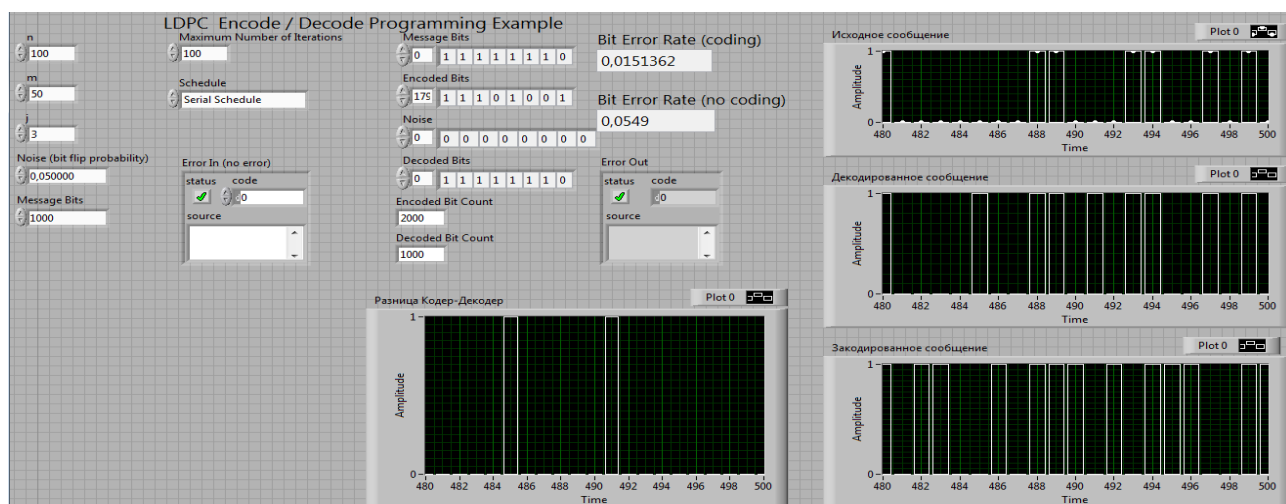 LDPC Encode / Decode Programming Example
n
100
m
50
j
3
Noise (bit flip probability)
0,050000
Message Bits
1000
Maximum Number of Iterations
100
Schedule
Serial Schedule
Error In (no error)
status code
0
source
Message Bits
0 1 1 1 1 1 1 1 0
Encoded Bits
179 1 1 1 0 1 0 0 1
Noise
0 0 0 0 0 0 0 0 0
Decoded Bits
0 1 1 1 1 1 1 1 0
Encoded Bit Count
2000
Decoded Bit Count
1000
Bit Error Rate (coding)
0,0151362
Bit Error Rate (no coding)
0,0549
Error Out
status code
0
source
Разница Кодер-Декодер
Plot 0
Amplitude
1
0
480 482 484 486 488 490 492 494 496 498 500
Time
Исходное сообщение
Plot 0
Amplitude
1
0
480 482 484 486 488 490 492 494 496 498 500
Time
Декодированное сообщение
Plot 0
Amplitude
1
0
480 482 484 486 488 490 492 494 496 498 500
Time
Закодированное сообщение
Plot 0
Amplitude
1
0
480 482 484 486 488 490 492 494 496 498 500
Time